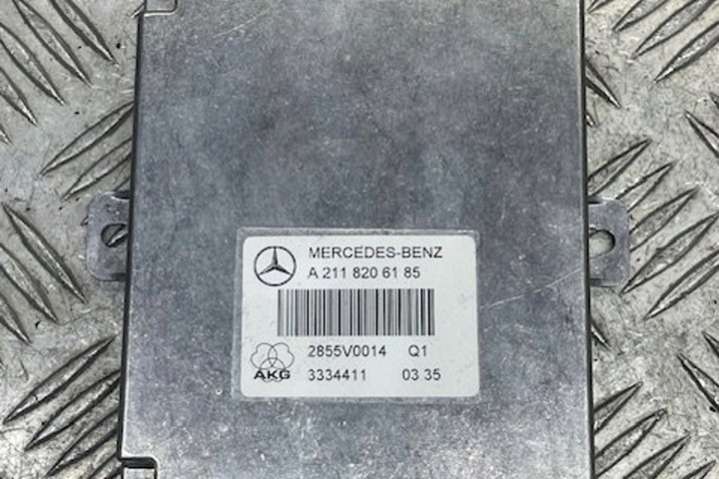 MERCEDES-BENZ
A 211 820 61 85
2855V0014 Q1
AKG 3334411 03 35